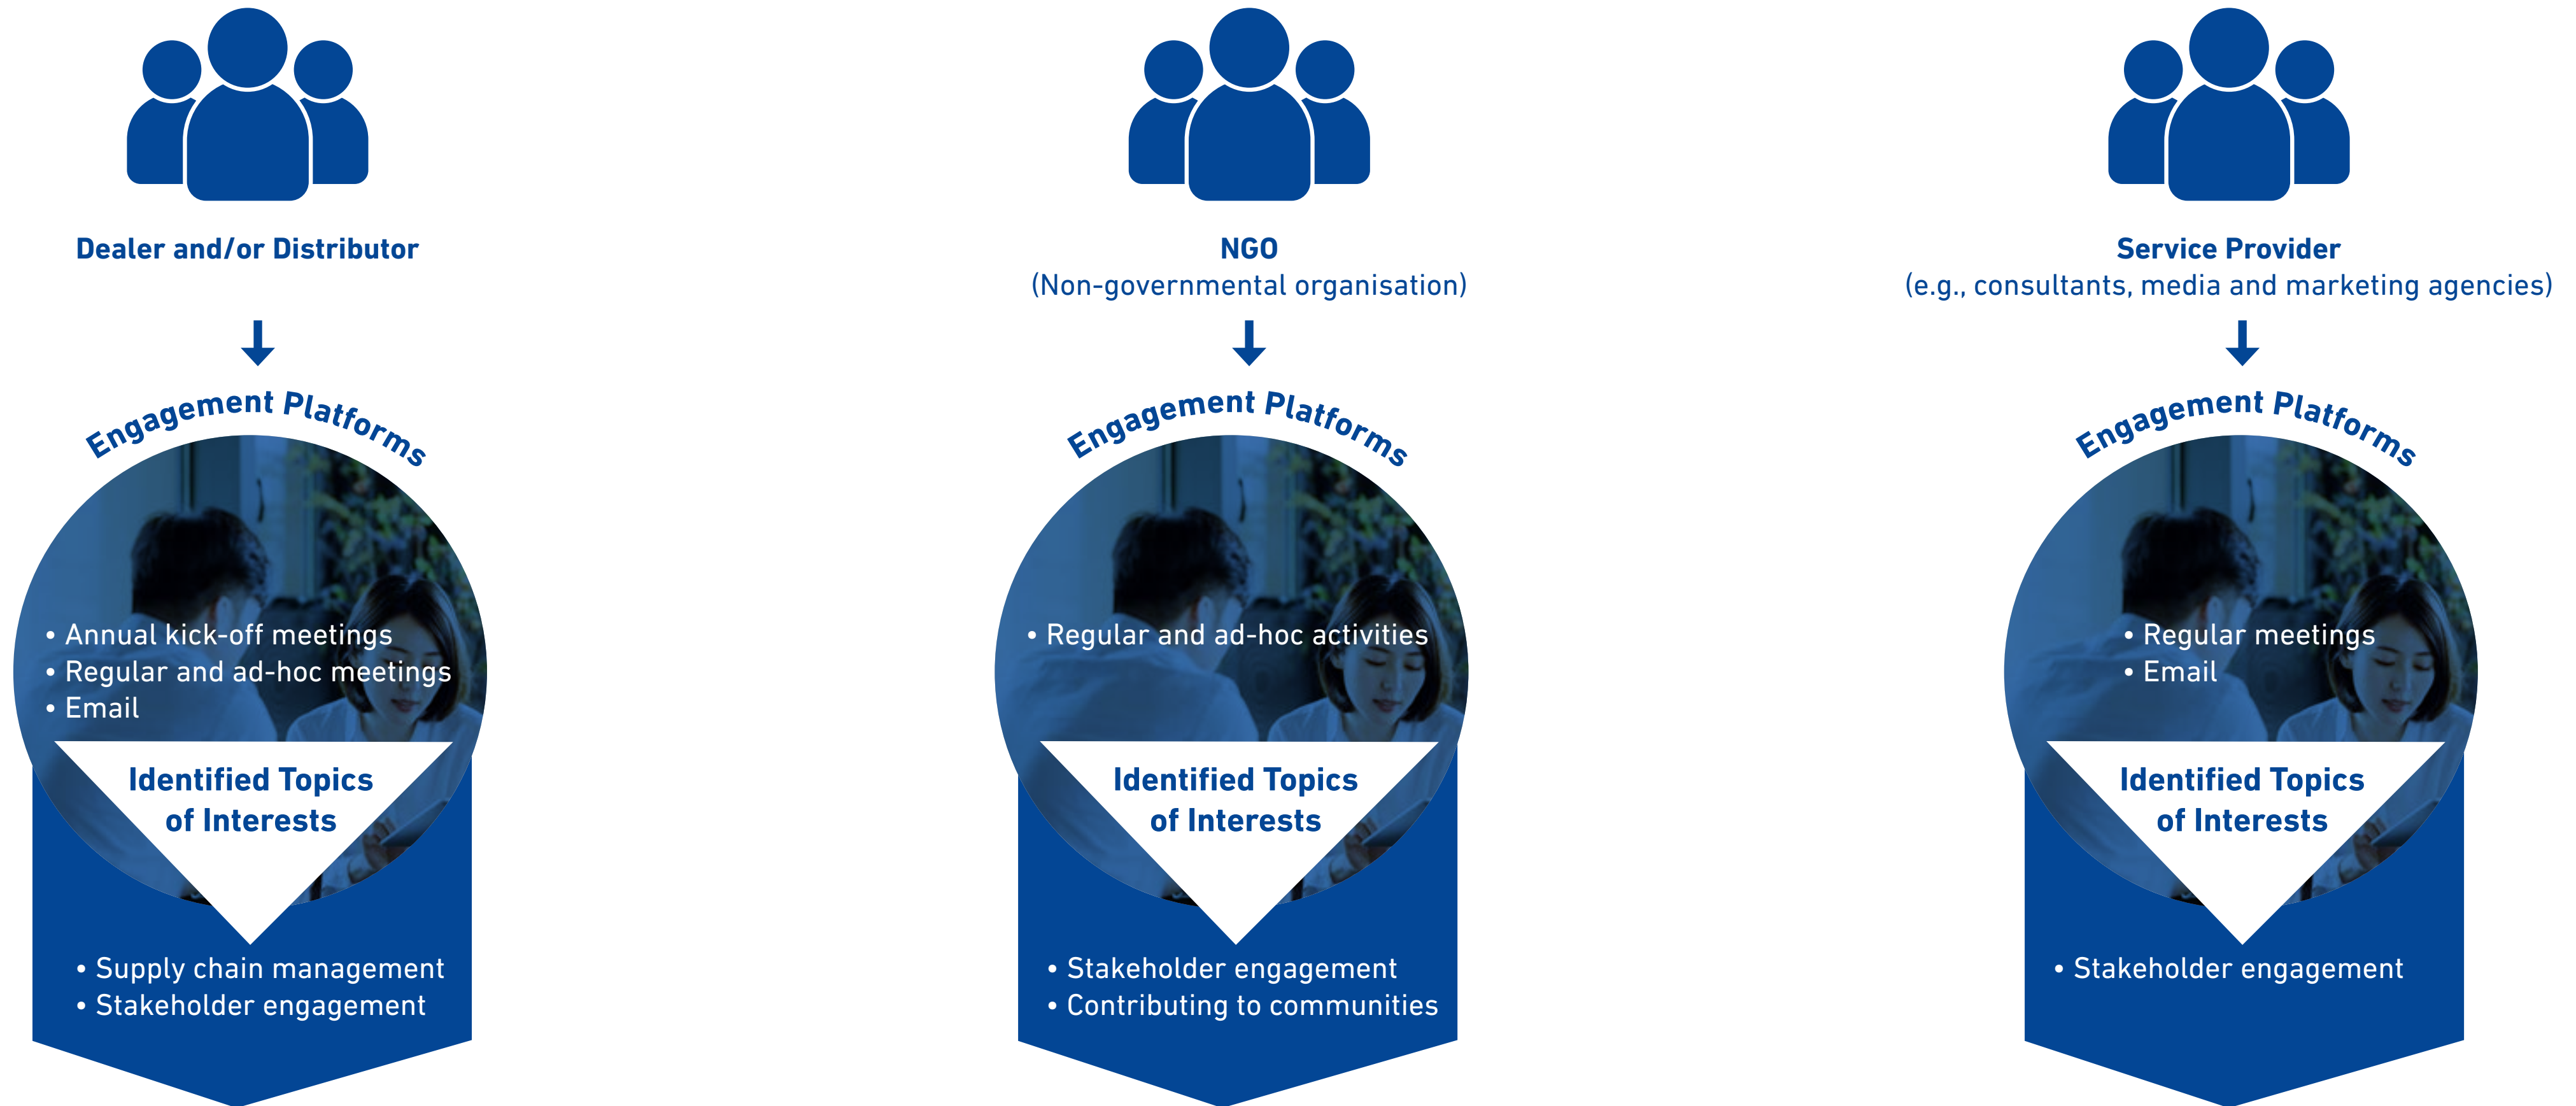 Dealer and/or Distributor
Engagement Platforms
• Annual kick-off meetings
• Regular and ad-hoc meetings
• Email
Identified Topics
of Interests
• Supply chain management
• Stakeholder engagement
NGO
(Non-governmental organisation)
Engagement Platforms
• Regular and ad-hoc activities
Identified Topics
of Interests
• Stakeholder engagement
• Contributing to communities
Service Provider
(e.g., consultants, media and marketing agencies)
Engagement Platforms
• Regular meetings
• Email
Identified Topics
of Interests
• Stakeholder engagement